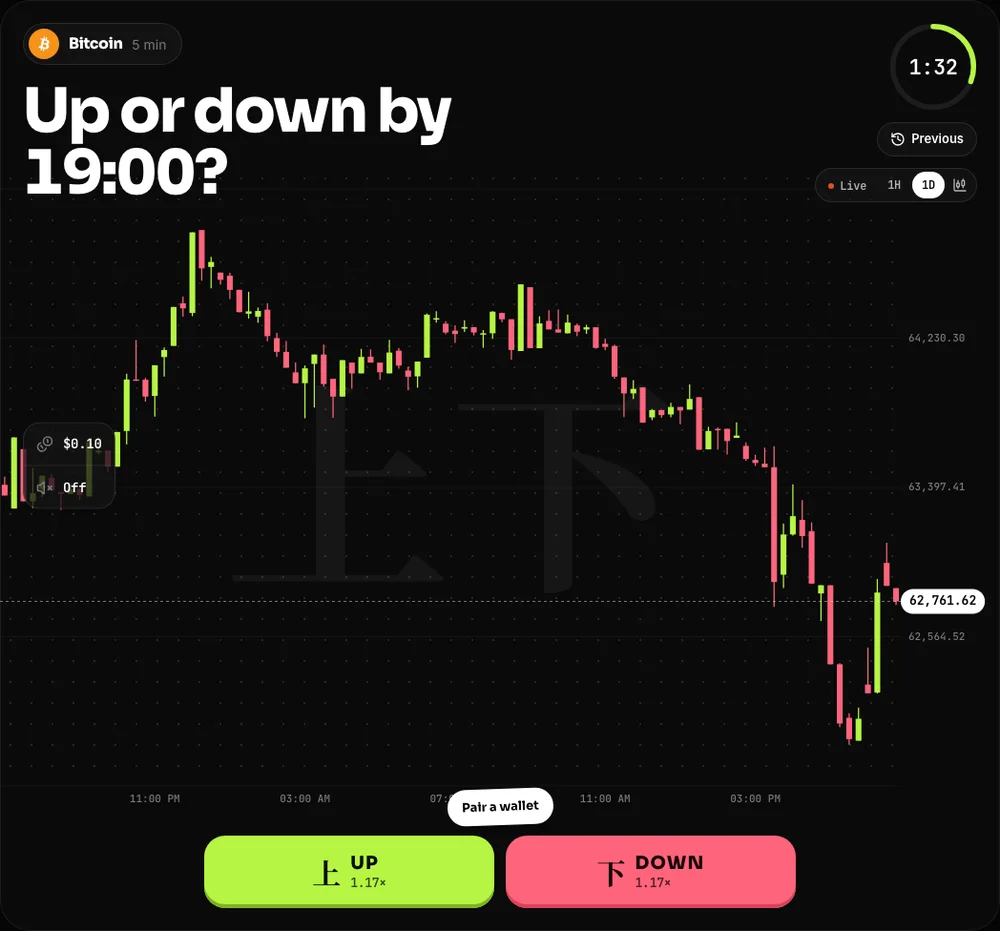 Bitcoin 5 min
1:32
Up or down by
19:00?
Previous
Live 1H 1D
64,230.30
上下
$0.10
Off
63,397.41
62,761.62
62,564.52
11:00 PM 03:00 AM 07: 11:00 AM 03:00 PM
Pair a wallet
上 UP
1.17×
下 DOWN
1.17×